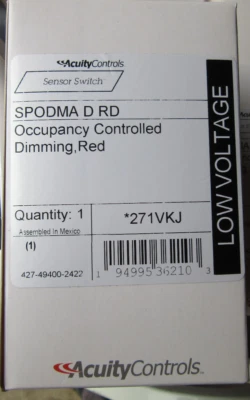 AcuityControls
Sensor Switch
SPODMA D RD
Occupancy Controlled
Dimming,Red
LOW VOLTAGE
Quantity: 1
*271VKJ
Assembled In Mexico
(1)
427-49400-2422
1 94995 36210 3
AcuityControls